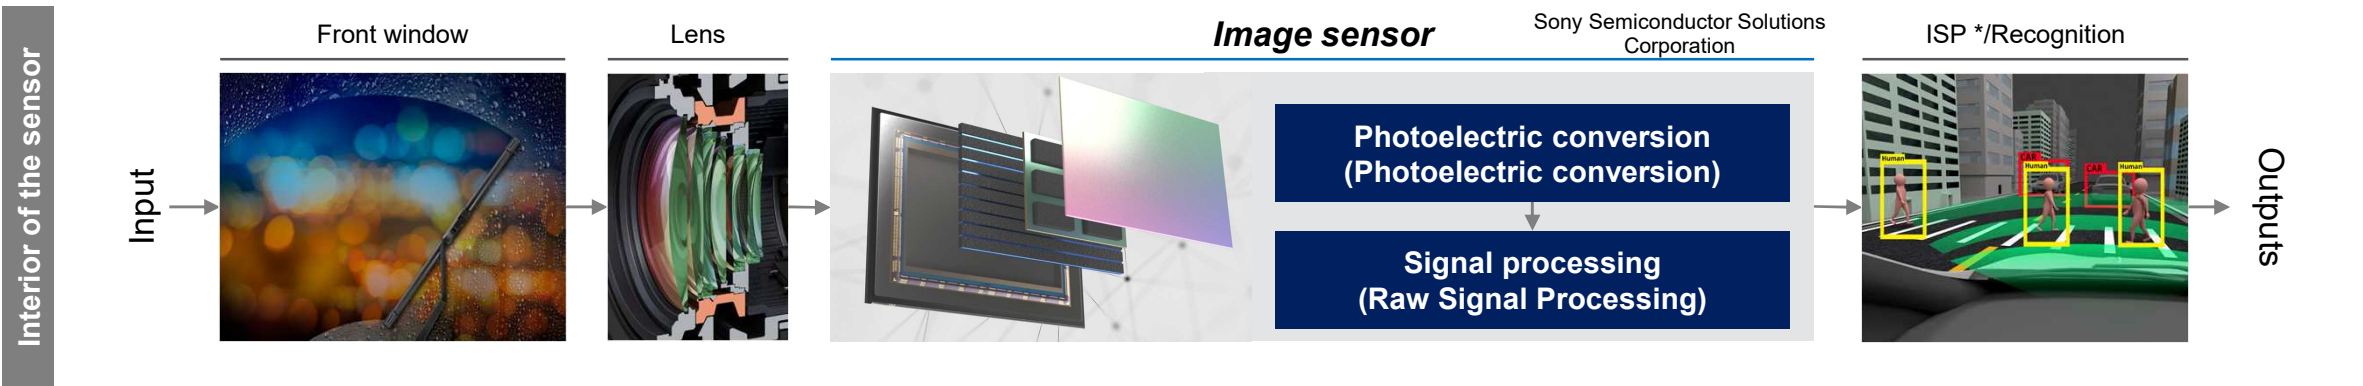 Interior of the sensor
Input
Front window
Lens
Image sensor
Sony Semiconductor Solutions
Corporation
Photoelectric conversion
(Photoelectric conversion)
Signal processing
(Raw Signal Processing)
ISP */Recognition
Human
CAR
Human
CAR
Human
Outputs